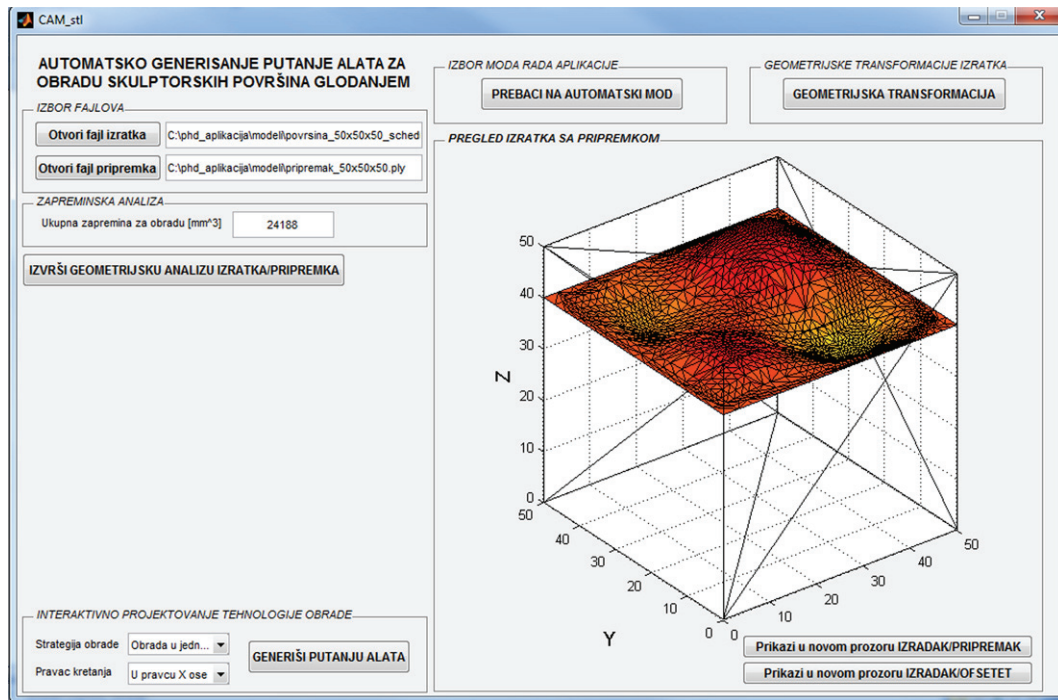 CAM_stl
AUTOMATSKO GENERISANJE PUTANJE ALATA ZA
OBRADU SKULPTORSKIH POVRŠINA GLODANJEM
IZBOR FAJLOVA
Otvori fajl izratka C:\phd_aplikacija\modeli\povrsina_50x50x50_sched
Otvori fajl pripremka C:\phd_aplikacija\modeli\pripremak_50x50x50.ply
ZAPREMINSKA ANALIZA
Ukupna zapremina za obradu [mm^3] 24188
IZVRŠI GEOMETRIJSKU ANALIZU IZRATKA/PRIPREMKA
INTERAKTIVNO PROJEKTOVANJE TEHNOLOGIJE OBRADE
Strategija obrade Obrada u jedn...
Pravac kretanja U pravcu X ose
GENERIŠI PUTANJU ALATA
IZBOR MODA RADA APLIKACIJE
PREBACI NA AUTOMATSKI MOD
GEOMETRIJSKE TRANSFORMACIJE IZRATKA
GEOMETRIJSKA TRANSFORMACIJA
PREGLED IZRATKA SA PRIPREMKOM
50
40
30
Z
20
10
0
50
40
30
20
10
0
Y
0
10
20
30
40
50
Prikazi u novom prozoru IZRADAK/PRIPREMAK
Prikazi u novom prozoru IZRADAK/OFSETET